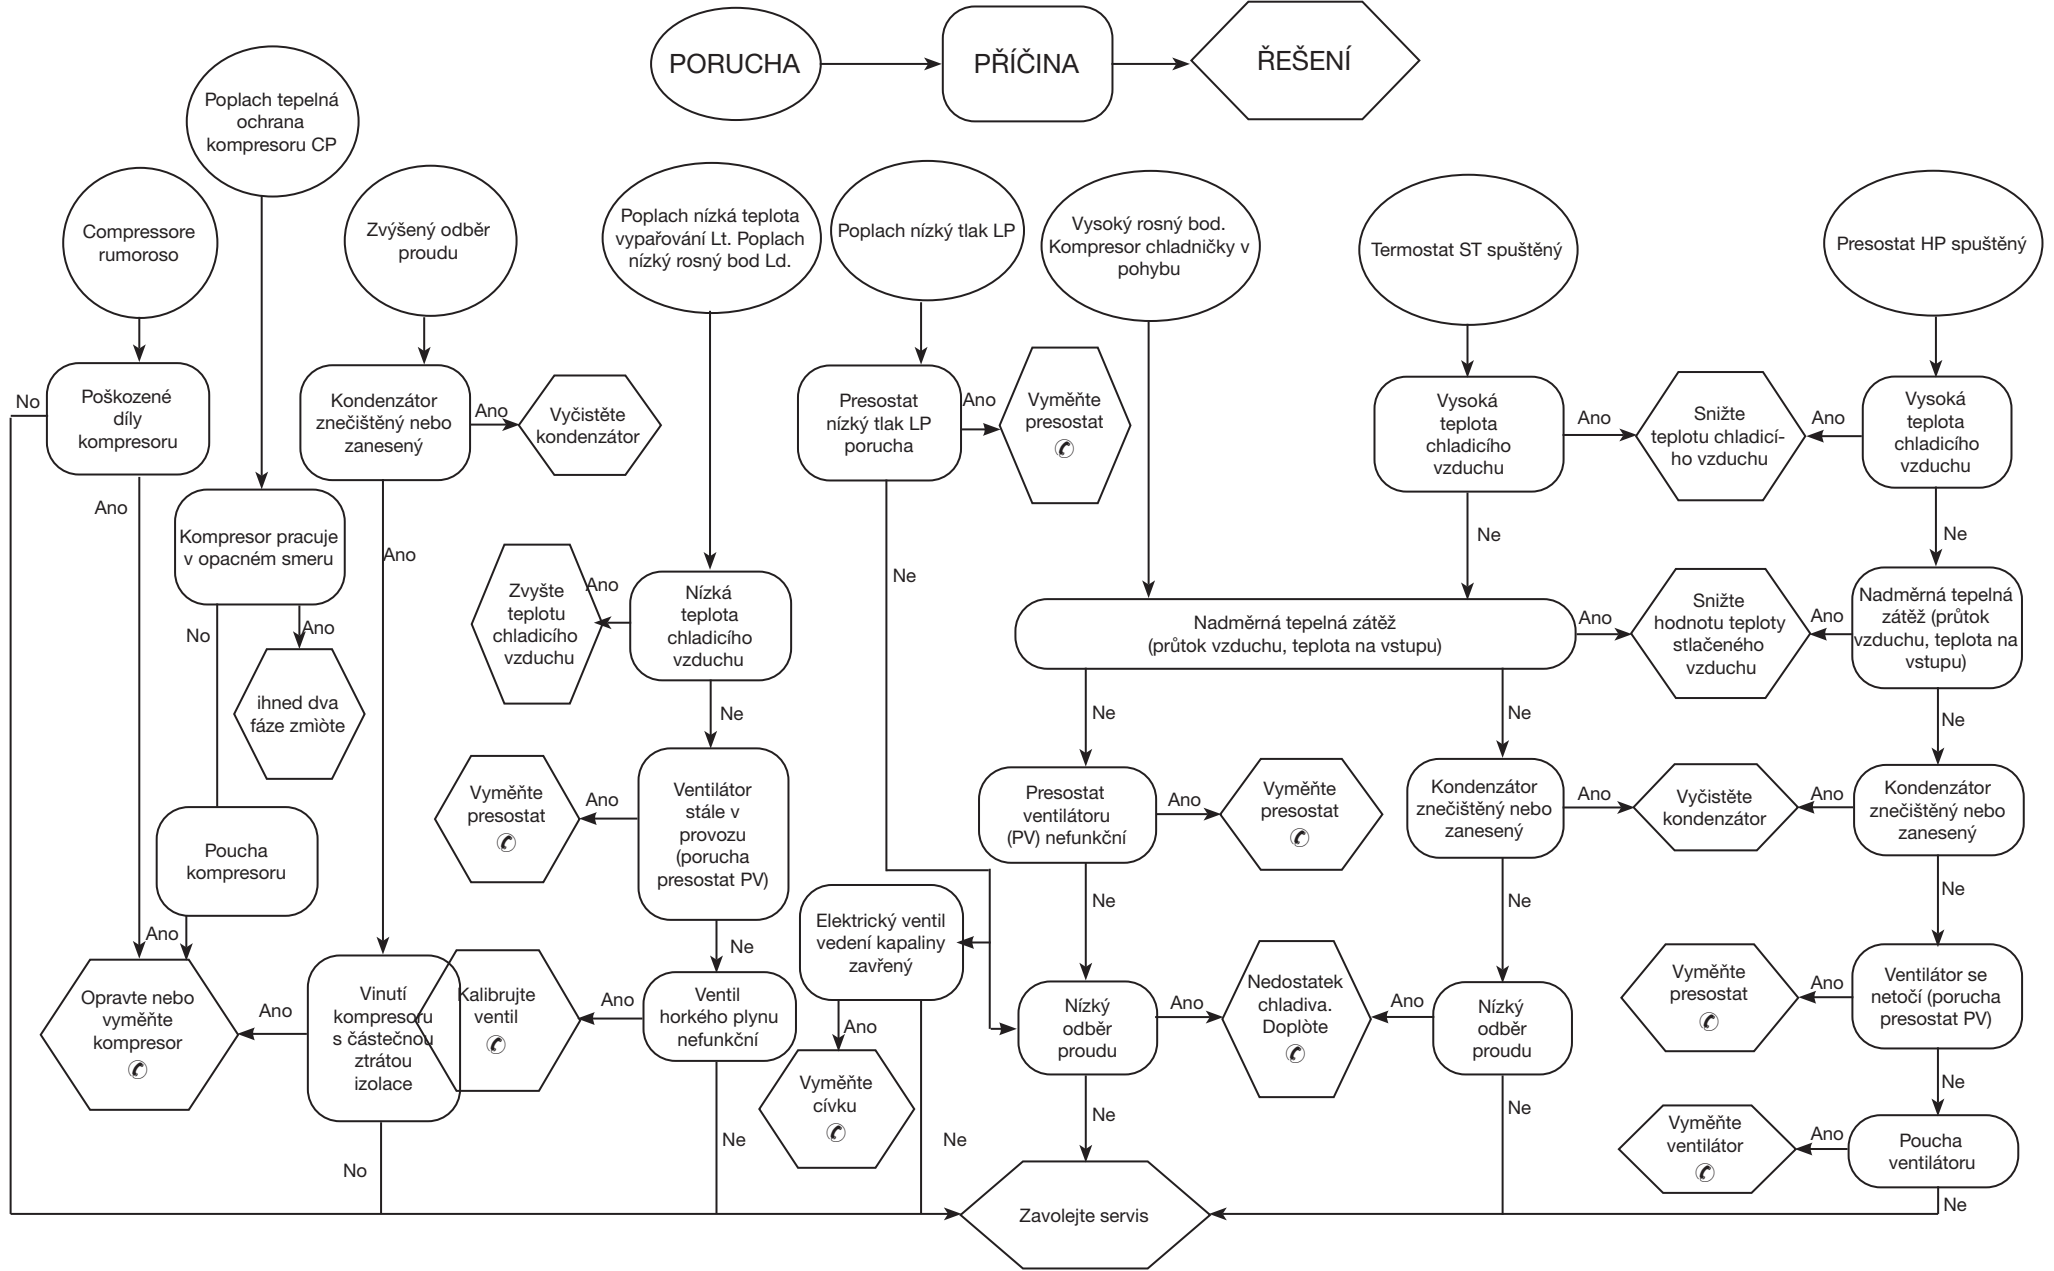 PORUCHA
PŘÍČINA
ŘEŠENÍ
Poplach tepelná
ochrana
kompresoru CP
Compressore
rumoroso
Zvýšený odběr
proudu
Poplach nízká teplota
vypařování Lt. Poplach
nízký rosný bod Ld.
Poplach nízký tlak LP
Vysoký rosný bod.
Kompresor chladničky v
pohybu
Termostat ST spuštěný
Presostat HP spuštěný
No
Poškozené
díly
kompresoru
Kondenzátor
znečištěný nebo
zanesený
Ano
Vyčistěte
kondenzátor
Presostat
nízký tlak LP
porucha
Ano
Vyměňte
presostat
Vysoká
teplota
chladicího
vzduchu
Ano
Snižte
teplotu chladicí-
ho vzduchu
Ano
Vysoká
teplota
chladicího
vzduchu
Ano
Kompresor pracuje
v opacném smeru
Ano
Ne
Ne
Ne
Zvyšte
teplotu
chladicího
vzduchu
Ano
Nízká
teplota
chladicího
vzduchu
No
Ano
Nadměrná tepelná zátěž
(průtok vzduchu, teplota na vstupu)
Ano
Snižte
hodnotu teploty
stlačeného
vzduchu
Ano
Nadměrná tepelná
zátěž (průtok
vzduchu, teplota na
vstupu)
ihned dva
fáze zmìòte
Ne
Ne
Ne
Ne
Vyměňte
presostat
Ano
Ventilátor
stále v
provozu
(porucha
presostat PV)
Presostat
ventilátoru
(PV) nefunkční
Ano
Vyměňte
presostat
Kondenzátor
znečištěný nebo
zanesený
Ano
Vyčistěte
kondenzátor
Ano
Kondenzátor
znečištěný nebo
zanesený
Poucha
kompresoru
Ano
Ne
Elektrický ventil
vedení kapaliny
zavřený
Ne
Ne
Ne
Opravte nebo
vyměňte
kompresor
Ano
Vinutí
kompresoru
s částečnou
ztrátou
izolace
Kalibrujte
ventil
Ano
Ventil
horkého plynu
nefunkční
Ano
Vyměňte
cívku
Nízký
odběr
proudu
Ano
Nedostatek
chladiva.
Doplòte
Ano
Nízký
odběr
proudu
Vyměňte
presostat
Ano
Ventilátor se
netočí (porucha
presostat PV)
Ne
Ne
Ne
Ne
Ne
No
Vyměňte
ventilátor
Ano
Poucha
ventilátoru
Ne
Zavolejte servis